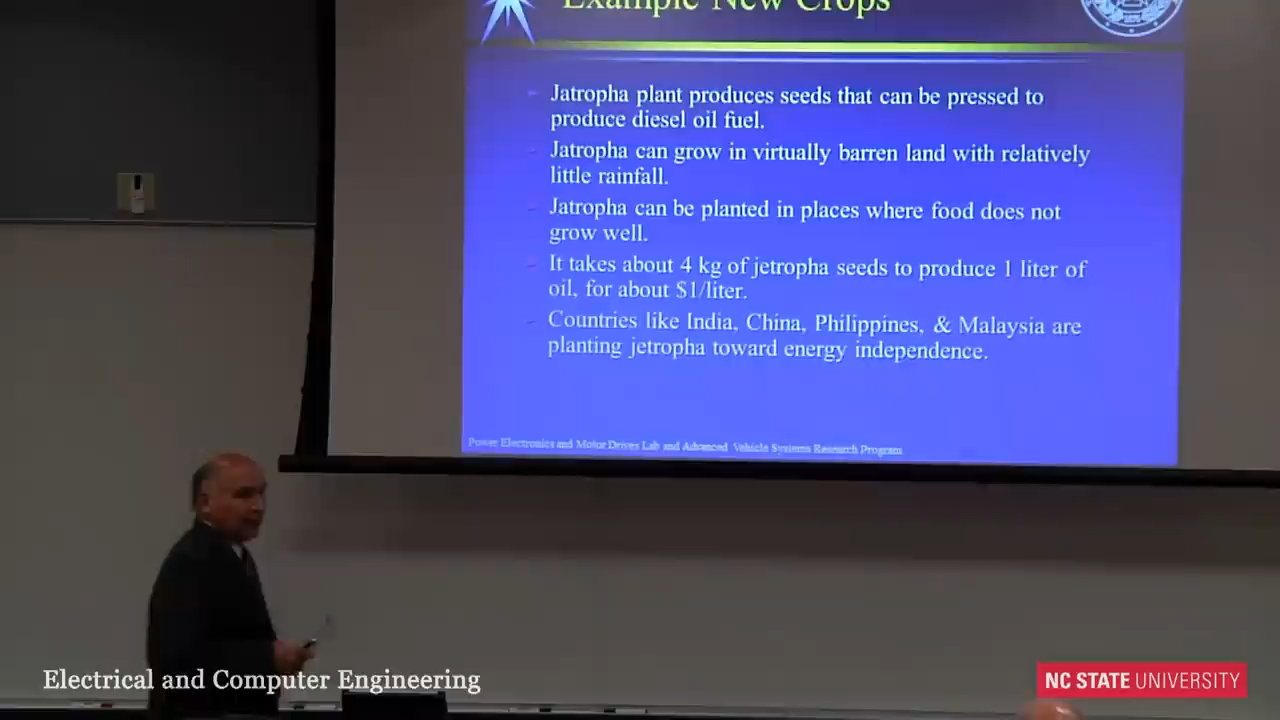 Example New Crops
Jatropha plant produces seeds that can be pressed to
produce diesel oil fuel.
Jatropha can grow in virtually barren land with relatively
little rainfall.
Jatropha can be planted in places where food does not
grow well.
It takes about 4 kg of jetropha seeds to produce 1 liter of
oil, for about $1/liter.
Countries like India, China, Philippines, & Malaysia are
planting jetropha toward energy independence.
Power Electronics and Motor Drives Lab and Advanced Vehicle Systems Research Program
Electrical and Computer Engineering
NC STATE UNIVERSITY